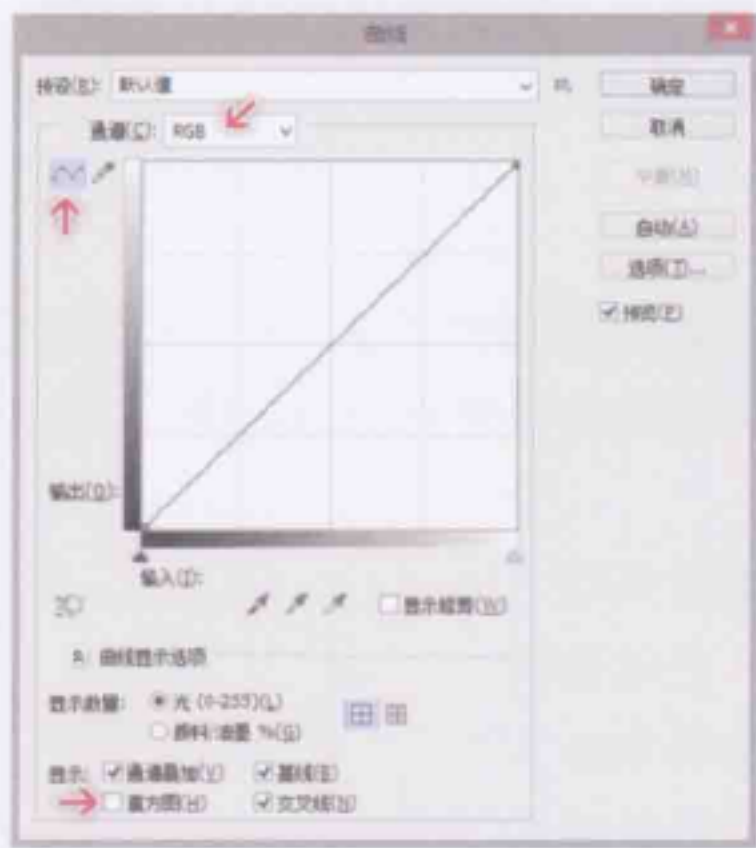 曲线
预设(R): 默认值
确定
通道(C): RGB
取消
平滑(M)
自动(A)
选项(T)...
预览(P)
输出(O):
输入(I):
显示修剪(W)
曲线显示选项
显示数量: 光 (0-255)(L)
颜料/油墨 %(G)
显示: 通道叠加(V) 基线(B)
直方图(H) 交叉线(N)